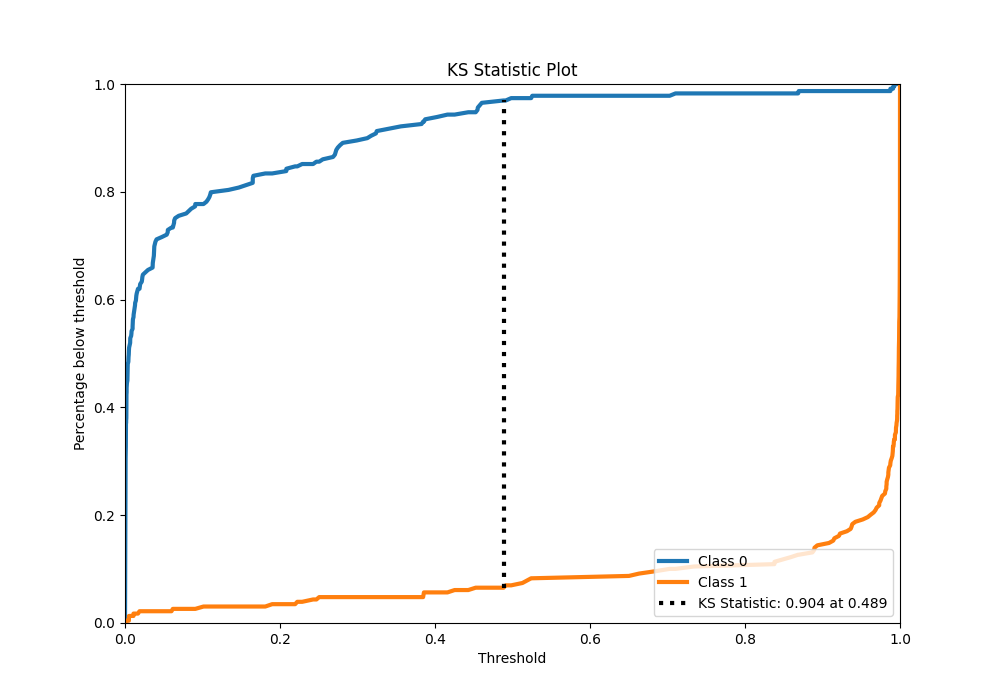 KS Statistic Plot
1.0
0.8
0.6
0.4
0.2
0.0
Percentage below threshold
0.0 0.2 0.4 0.6 0.8 1.0
Threshold
Class 0
Class 1
KS Statistic: 0.904 at 0.489